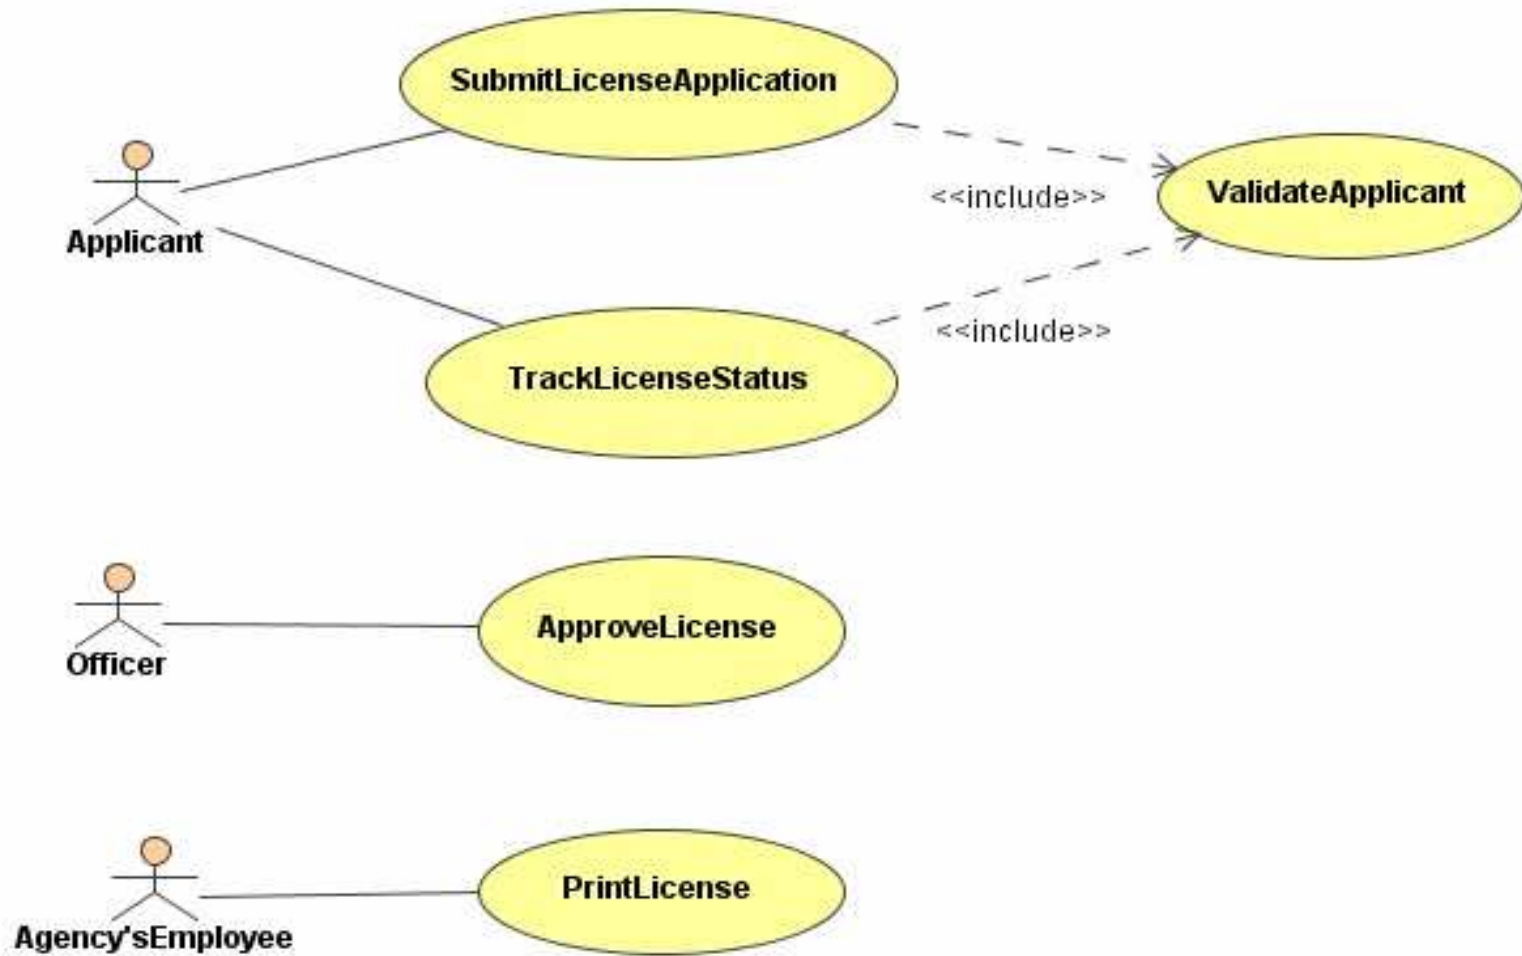 SubmitLicenseApplication
<<include>>
ValidateApplicant
Applicant
<<include>>
TrackLicenseStatus
ApproveLicense
Officer
PrintLicense
Agency'sEmployee